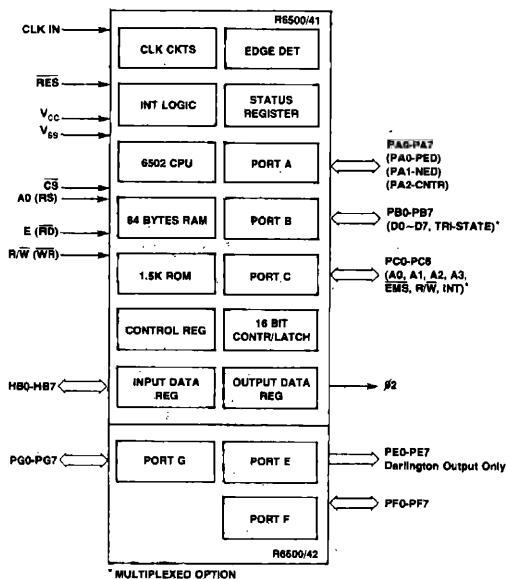 R6500/41
CLK IN
CLK CKTS
EDGE DET
RES
INT LOGIC
STATUS REGISTER
VCC
VSS
6502 CPU
PORT A
PA0-PA7
(PA0-PED)
(PA1-NED)
(PA2-CNTR)
CS
A0 (RS)
64 BYTES RAM
PORT B
PB0-PB7
(D0~D7, TRI-STATE)*
E (RD)
R/W (WR)
1.5K ROM
PORT C
PC0-PC6
(A0, A1, A2, A3,
EMS, R/W, INT)*
CONTROL REG
16 BIT
CONTR/LATCH
HB0-HB7
INPUT DATA
REG
OUTPUT DATA
REG
Ø2
PG0-PG7
PORT G
PORT E
PE0-PE7
Darlington Output Only
PORT F
PF0-PF7
R6500/42
* MULTIPLEXED OPTION